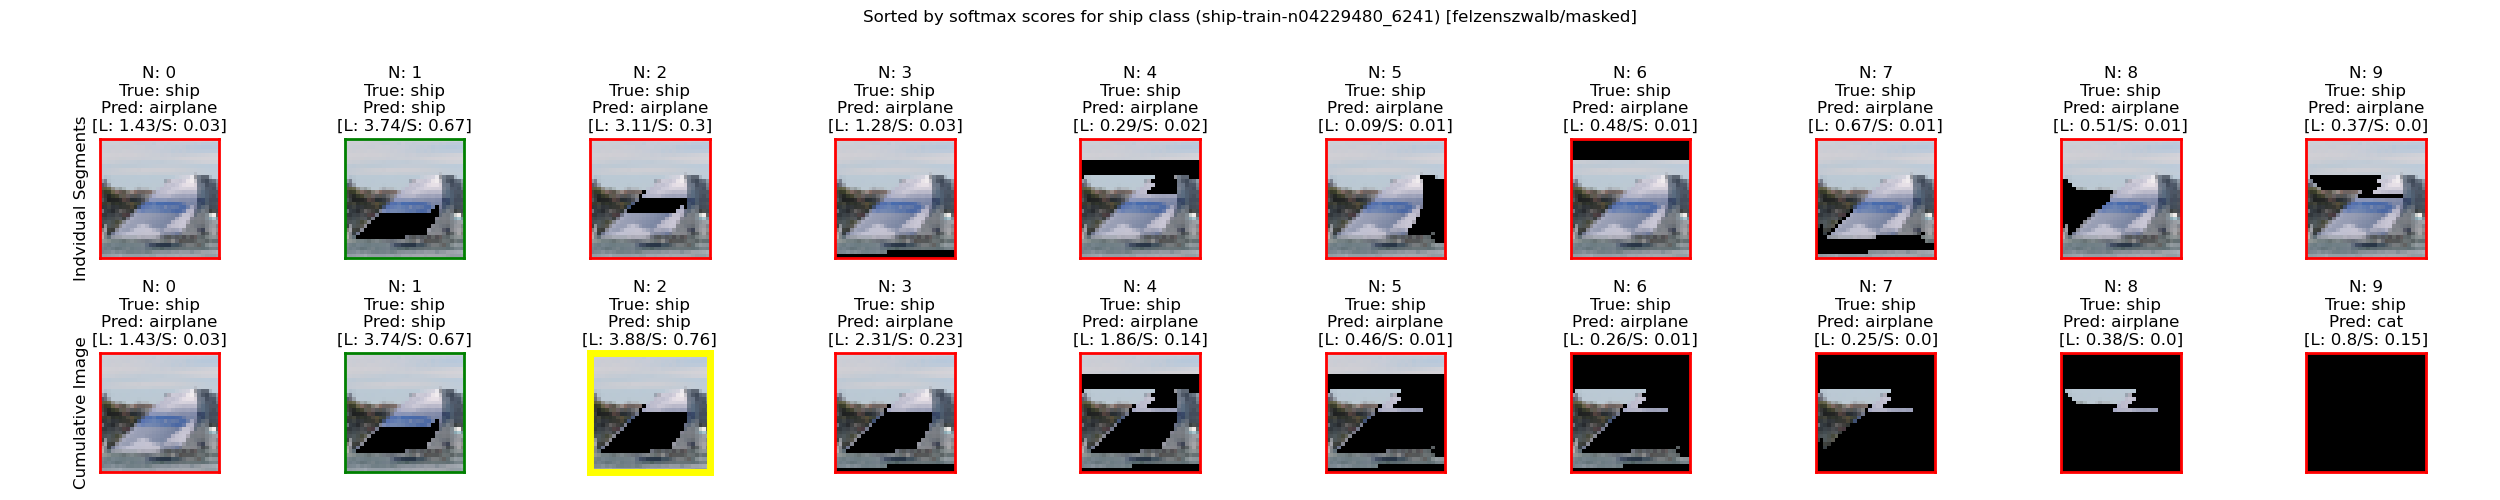 Sorted by softmax scores for ship class (ship-train-n04229480_6241) [felzenszwalb/masked]
Indvidual Segments
N: 0
True: ship
Pred: airplane
[L: 1.43/S: 0.03]
N: 1
True: ship
Pred: ship
[L: 3.74/S: 0.67]
N: 2
True: ship
Pred: airplane
[L: 3.11/S: 0.3]
N: 3
True: ship
Pred: airplane
[L: 1.28/S: 0.03]
N: 4
True: ship
Pred: airplane
[L: 0.29/S: 0.02]
N: 5
True: ship
Pred: airplane
[L: 0.09/S: 0.01]
N: 6
True: ship
Pred: airplane
[L: 0.48/S: 0.01]
N: 7
True: ship
Pred: airplane
[L: 0.67/S: 0.01]
N: 8
True: ship
Pred: airplane
[L: 0.51/S: 0.01]
N: 9
True: ship
Pred: airplane
[L: 0.37/S: 0.0]
Cumulative Image
N: 0
True: ship
Pred: airplane
[L: 1.43/S: 0.03]
N: 1
True: ship
Pred: ship
[L: 3.74/S: 0.67]
N: 2
True: ship
Pred: ship
[L: 3.88/S: 0.76]
N: 3
True: ship
Pred: airplane
[L: 2.31/S: 0.23]
N: 4
True: ship
Pred: airplane
[L: 1.86/S: 0.14]
N: 5
True: ship
Pred: airplane
[L: 0.46/S: 0.01]
N: 6
True: ship
Pred: airplane
[L: 0.26/S: 0.01]
N: 7
True: ship
Pred: airplane
[L: 0.25/S: 0.0]
N: 8
True: ship
Pred: airplane
[L: 0.38/S: 0.0]
N: 9
True: ship
Pred: cat
[L: 0.8/S: 0.15]